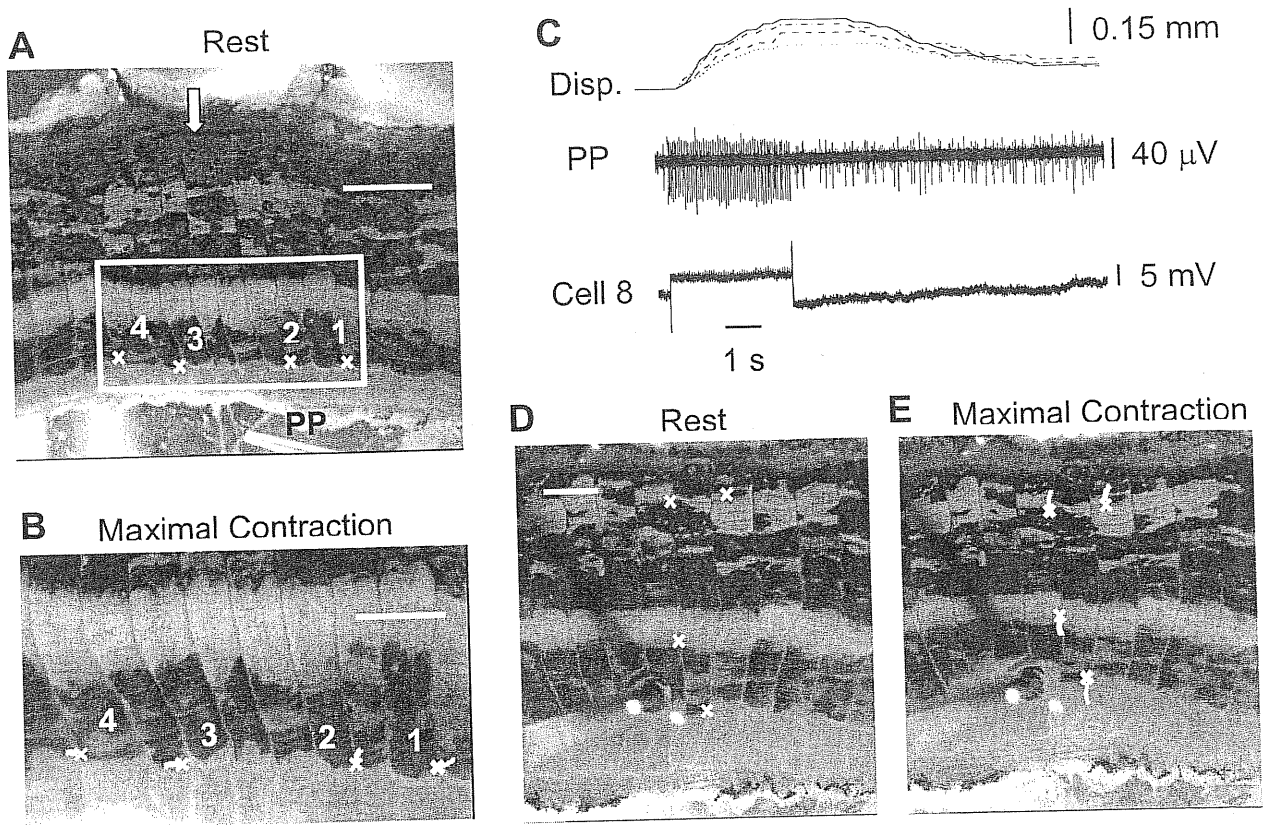 A
Rest
4
3
2
1
PP
B
Maximal Contraction
4
3
2
1
C
0.15 mm
Disp.
PP
40 µV
Cell 8
5 mV
1 s
D
Rest
E
Maximal Contraction